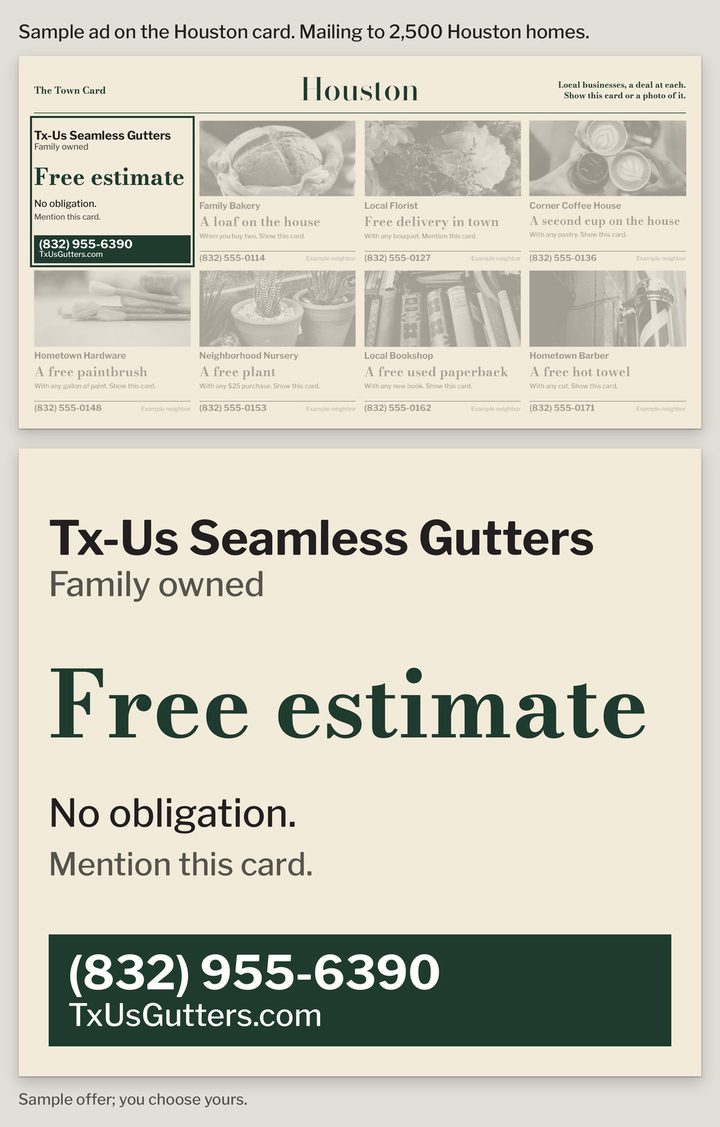 Sample ad on the Houston card. Mailing to 2,500 Houston homes.
The Town Card
Houston
Local businesses, a deal at each.
Show this card or a photo of it.
Tx-Us Seamless Gutters
Family owned
Free estimate
No obligation.
Mention this card.
(832) 955-6390
TxUsGutters.com
Family Bakery
A loaf on the house
When you buy two. Show this card.
(832) 555-0114
Example neighbor
Local Florist
Free delivery in town
With any bouquet. Mention this card.
(832) 555-0127
Example neighbor
Corner Coffee House
A second cup on the house
With any pastry. Show this card.
(832) 555-0136
Example neighbor
Hometown Hardware
A free paintbrush
With any gallon of paint. Show this card.
(832) 555-0148
Example neighbor
Neighborhood Nursery
A free plant
With any $25 purchase. Show this card.
(832) 555-0153
Example neighbor
Local Bookshop
A free used paperback
With any new book. Show this card.
(832) 555-0162
Example neighbor
Hometown Barber
A free hot towel
With any cut. Show this card.
(832) 555-0171
Example neighbor
Tx-Us Seamless Gutters
Family owned
Free estimate
No obligation.
Mention this card.
(832) 955-6390
TxUsGutters.com
Sample offer; you choose yours.